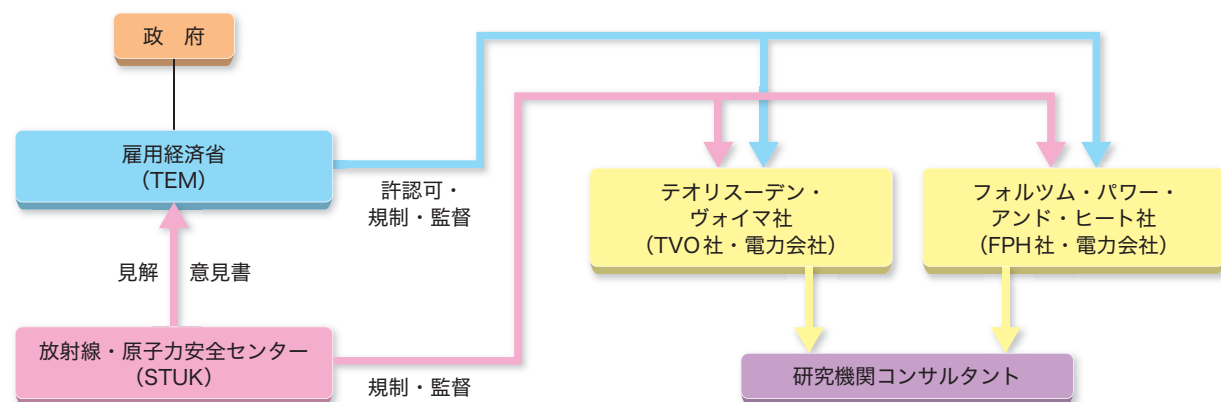 政　府
雇用経済省
（TEM）
許認可・
規制・監督
見解
意見書
放射線・原子力安全センター
（STUK）
規制・監督
テオリスーデン・
ヴォイマ社
（TVO社・電力会社）
フォルツム・パワー・
アンド・ヒート社
（FPH社・電力会社）
研究機関コンサルタント